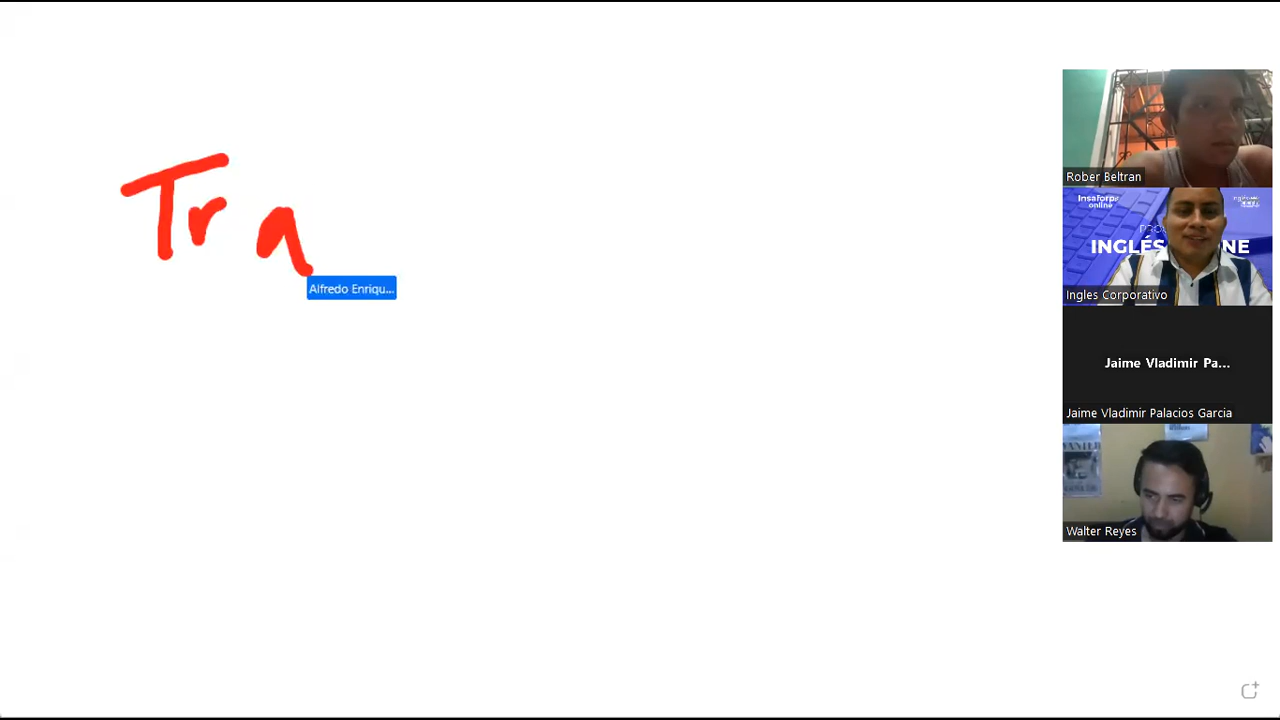 Tra
Alfredo Enriqu...
Rober Beltran
Insaforp
online
INGLÉS
NE
Ingles Corporativo
Jaime Vladimir Pa...
Jaime Vladimir Palacios Garcia
Walter Reyes